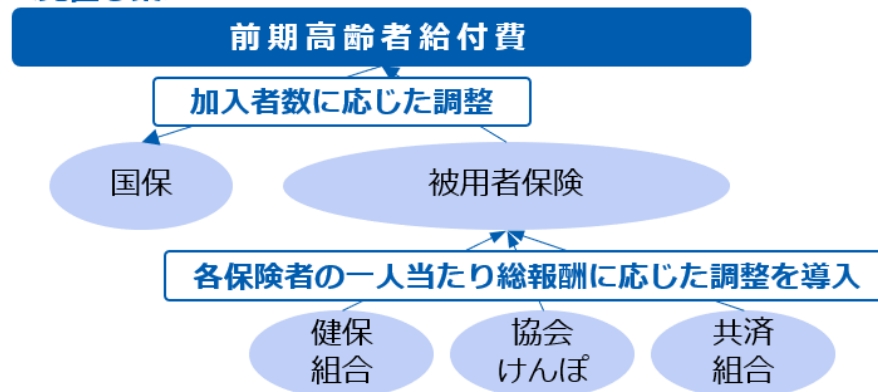 前期高齢者給付費
加入者数に応じた調整
国保
被用者保険
各保険者の一人当たり総報酬に応じた調整を導入
健保
組合
協会
けんぽ
共済
組合